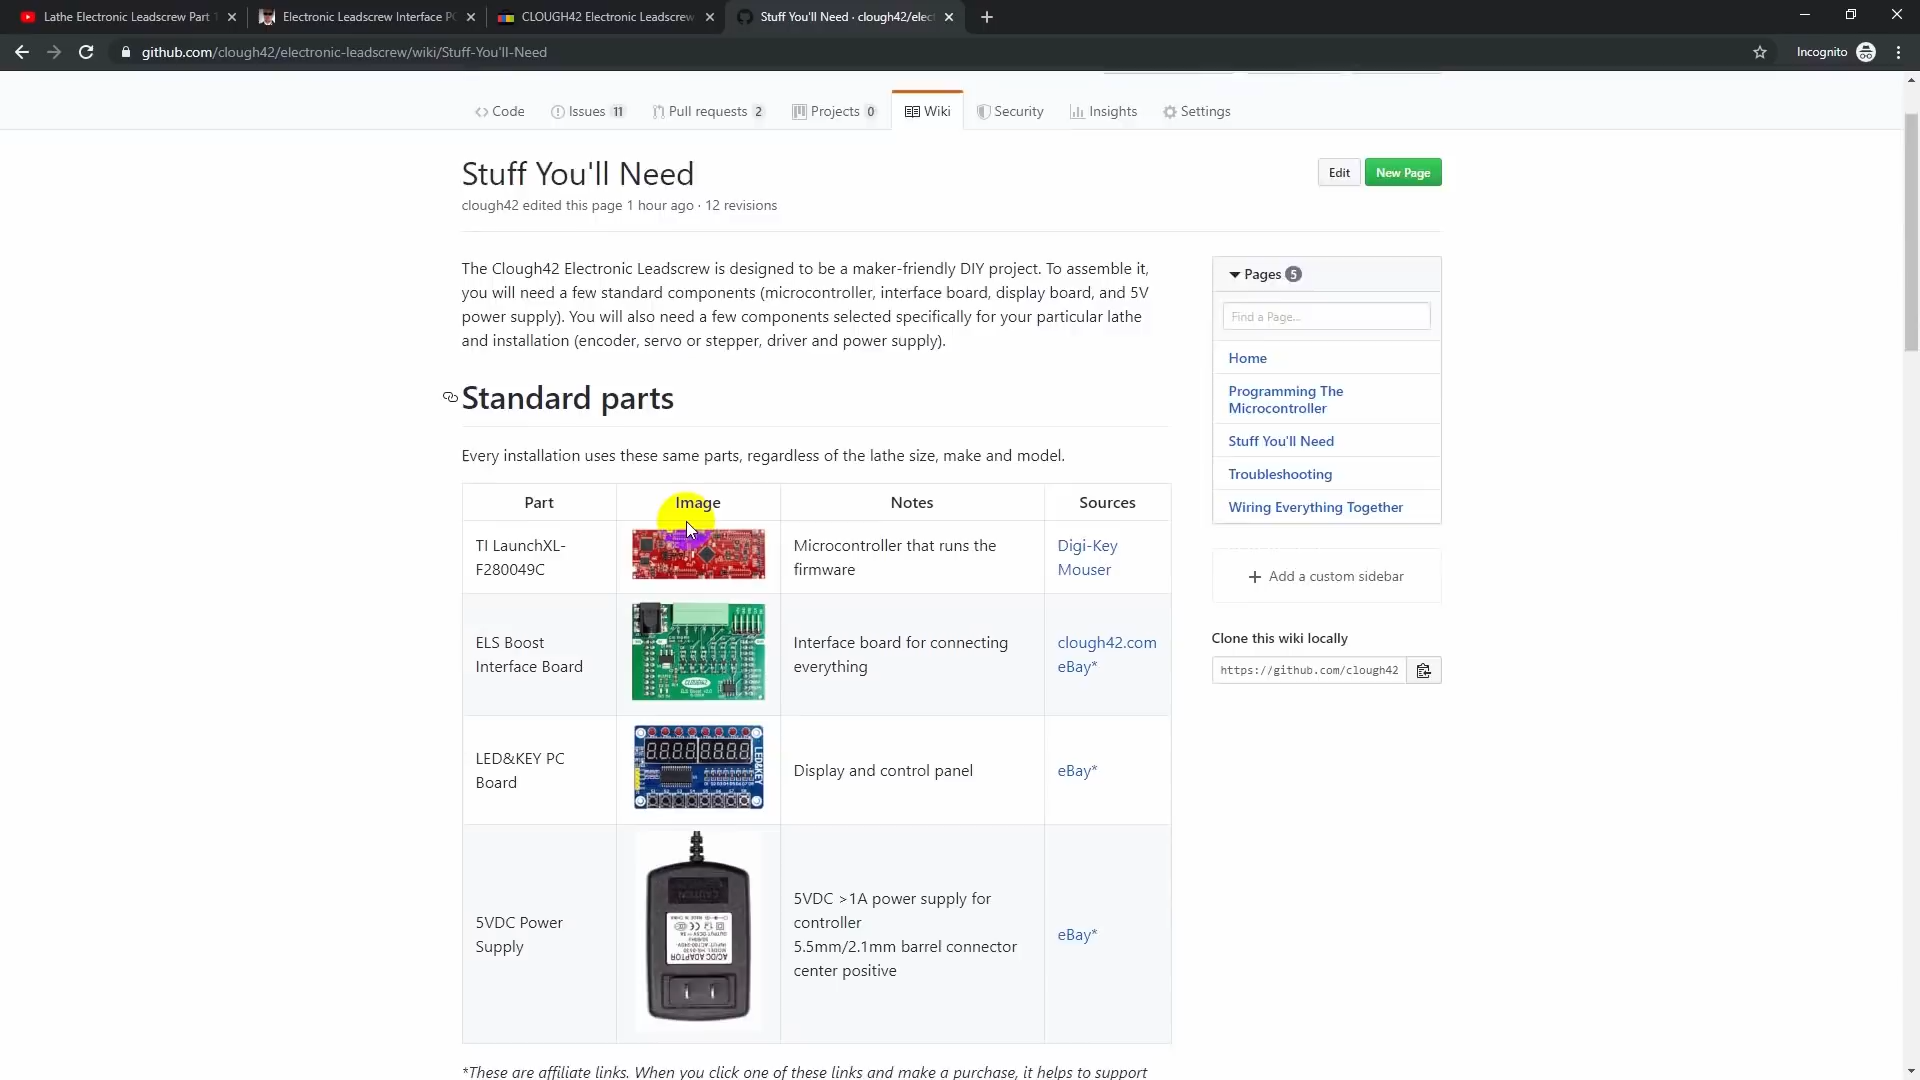 Lathe Electronic Leadscrew Part 1
Electronic Leadscrew Interface PC
CLOUGH42 Electronic Leadscrew
Stuff You'll Need · clough42/elect
github.com/clough42/electronic-leadscrew/wiki/Stuff-You'll-Need
Incognito
Code
Issues 11
Pull requests 2
Projects 0
Wiki
Security
Insights
Settings
Stuff You'll Need
Edit
New Page
clough42 edited this page 1 hour ago · 12 revisions
The Clough42 Electronic Leadscrew is designed to be a maker-friendly DIY project. To assemble it,
you will need a few standard components (microcontroller, interface board, display board, and 5V
power supply). You will also need a few components selected specifically for your particular lathe
and installation (encoder, servo or stepper, driver and power supply).
Standard parts
Every installation uses these same parts, regardless of the lathe size, make and model.
Part
Image
Notes
Sources
TI LaunchXL-
F280049C
Microcontroller that runs the
firmware
Digi-Key
Mouser
ELS Boost
Interface Board
Interface board for connecting
everything
clough42.com
eBay*
LED&KEY PC
Board
LED&KEY
Display and control panel
eBay*
5VDC Power
Supply
AC/DC ADAPTOR
5VDC >1A power supply for
controller
5.5mm/2.1mm barrel connector
center positive
eBay*
*These are affiliate links. When you click one of these links and make a purchase, it helps to support
Pages 5
Find a Page...
Home
Programming The
Microcontroller
Stuff You'll Need
Troubleshooting
Wiring Everything Together
Add a custom sidebar
Clone this wiki locally
https://github.com/clough42